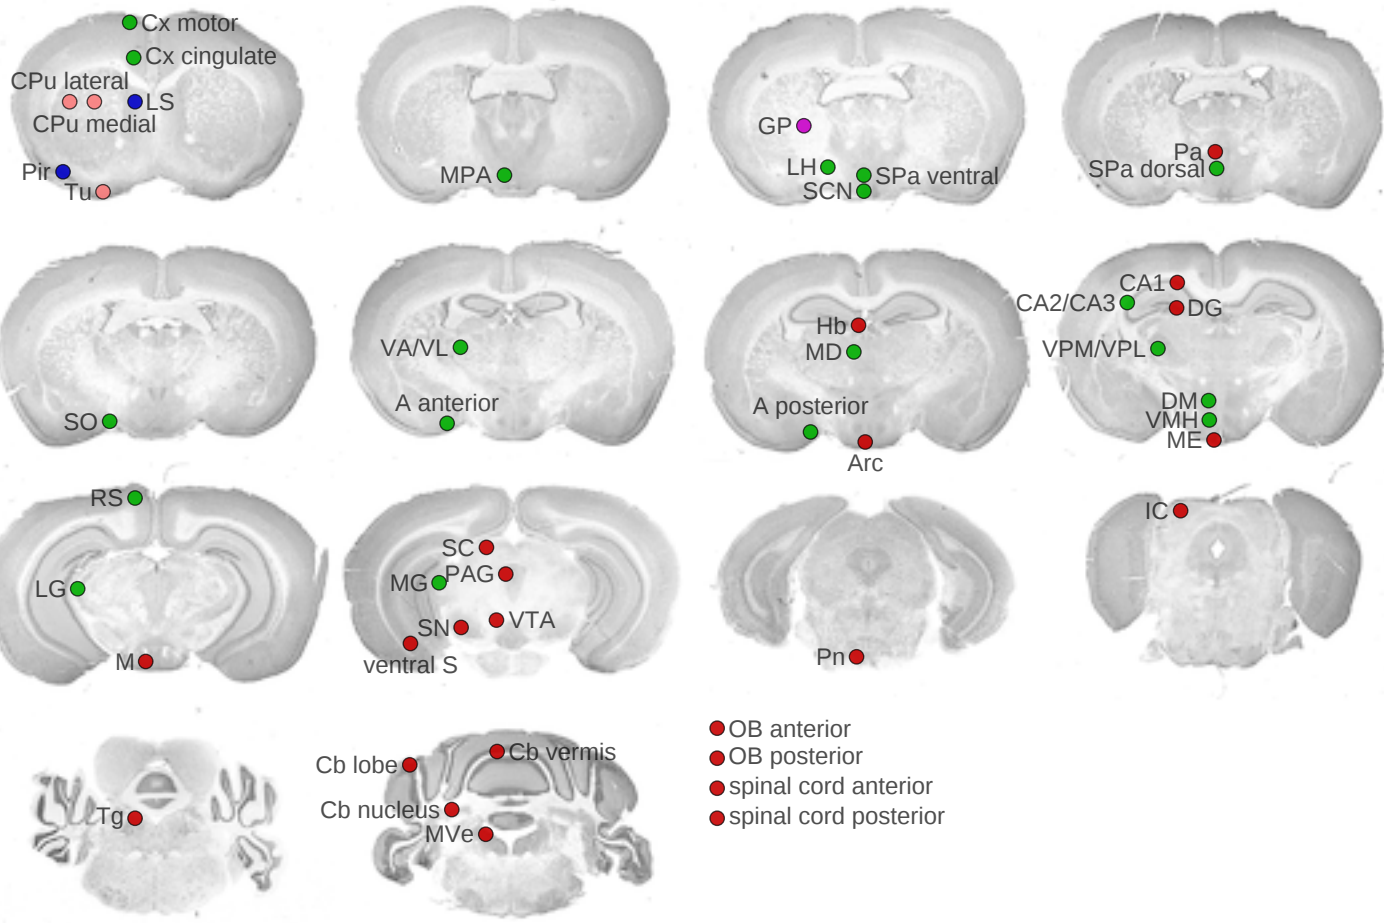 Cx motor
Cx cingulate
CPu lateral
LS
CPu medial
Pir
Tu
MPA
GP
LH
SPa ventral
SCN
Pa
SPa dorsal
SO
VA/VL
A anterior
Hb
MD
A posterior
Arc
CA1
CA2/CA3
DG
VPM/VPL
DM
VMH
ME
RS
LG
M
SC
MG
PAG
SN
VTA
ventral S
Pn
IC
Tg
Cb lobe
Cb vermis
Cb nucleus
MVe
OB anterior
OB posterior
spinal cord anterior
spinal cord posterior